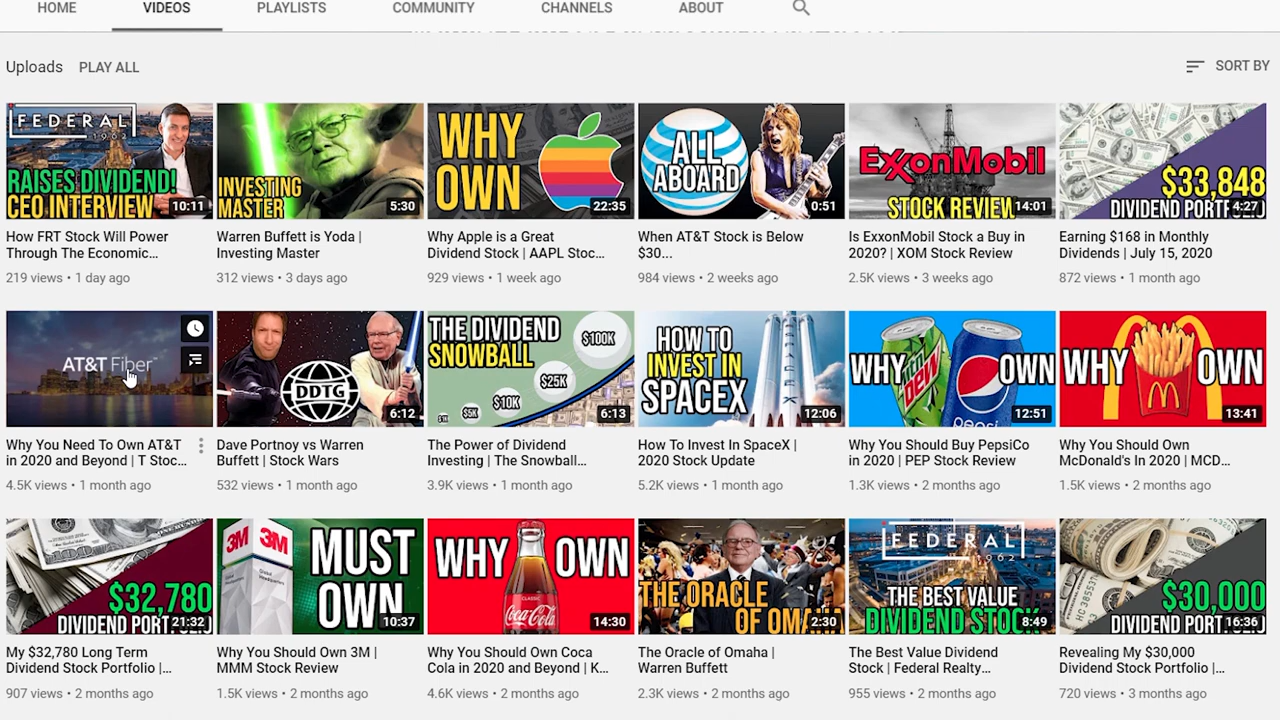 HOME VIDEOS PLAYLISTS COMMUNITY CHANNELS ABOUT
Uploads PLAY ALL SORT BY
FEDERAL
1962
RAISES DIVIDEND!
CEO INTERVIEW 10:11
How FRT Stock Will Power
Through The Economic...
219 views • 1 day ago
INVESTING
MASTER 5:30
Warren Buffett is Yoda |
Investing Master
312 views • 3 days ago
WHY
OWN 22:35
Why Apple is a Great
Dividend Stock | AAPL Stoc...
929 views • 1 week ago
ALL
ABOARD 0:51
When AT&T Stock is Below
$30...
984 views • 2 weeks ago
ExxonMobil
STOCK REVIEW 14:01
Is ExxonMobil Stock a Buy in
2020? | XOM Stock Review
2.5K views • 3 weeks ago
$33,848
DIVIDEND PORTFOLIO 4:27
Earning $168 in Monthly
Dividends | July 15, 2020
872 views • 1 month ago
AT&T Fiber™
Why You Need To Own AT&T
in 2020 and Beyond | T Stoc...
4.5K views • 1 month ago
DDTG
6:12
Dave Portnoy vs Warren
Buffett | Stock Wars
532 views • 1 month ago
THE DIVIDEND
SNOWBALL
$100K
$25K
$10K
$5K
$1K
6:13
The Power of Dividend
Investing | The Snowball...
3.9K views • 1 month ago
HOW TO
INVEST IN
SPACEX
SPACEX
12:06
How To Invest In SpaceX |
2020 Stock Update
5.2K views • 1 month ago
WHY OWN
dew
pepsi
12:51
Why You Should Buy PepsiCo
in 2020 | PEP Stock Review
1.3K views • 2 months ago
WHY OWN
13:41
Why You Should Own
McDonald's In 2020 | MCD...
1.5K views • 2 months ago
$32,780
DIVIDEND PORTFOLIO 21:32
My $32,780 Long Term
Dividend Stock Portfolio |...
907 views • 2 months ago
3M 3M
Global
Headquarters
MUST
OWN 10:37
Why You Should Own 3M |
MMM Stock Review
1.5K views • 2 months ago
WHY OWN
CLASSIC
Coca-Cola
14:30
Why You Should Own Coca
Cola in 2020 and Beyond | K...
4.6K views • 2 months ago
THE ORACLE
OF OMAHA 2:30
The Oracle of Omaha |
Warren Buffett
2.3K views • 2 months ago
FEDERAL
1962
THE BEST VALUE
DIVIDEND STOCK 8:49
The Best Value Dividend
Stock | Federal Realty...
955 views • 2 months ago
$30,000
DIVIDEND PORTFOLIO 16:36
Revealing My $30,000
Dividend Stock Portfolio |...
720 views • 3 months ago